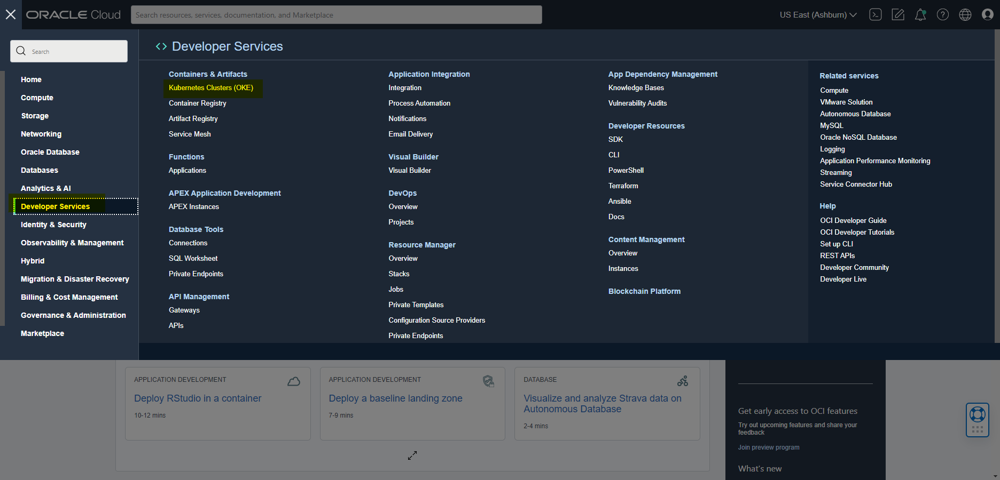 ORACLE Cloud
Search resources, services, documentation, and Marketplace
US East (Ashburn)
Search
Home
Compute
Storage
Networking
Oracle Database
Databases
Analytics & AI
Developer Services
Identity & Security
Observability & Management
Hybrid
Migration & Disaster Recovery
Billing & Cost Management
Governance & Administration
Marketplace
Developer Services
Containers & Artifacts
Kubernetes Clusters (OKE)
Container Registry
Artifact Registry
Service Mesh
Functions
Applications
APEX Application Development
APEX Instances
Database Tools
Connections
SQL Worksheet
Private Endpoints
API Management
Gateways
APIs
Application Integration
Integration
Process Automation
Notifications
Email Delivery
Visual Builder
Visual Builder
DevOps
Overview
Projects
Resource Manager
Overview
Stacks
Jobs
Private Templates
Configuration Source Providers
Private Endpoints
App Dependency Management
Knowledge Bases
Vulnerability Audits
Developer Resources
SDK
CLI
PowerShell
Terraform
Ansible
Docs
Content Management
Overview
Instances
Blockchain Platform
Related services
Compute
VMware Solution
Autonomous Database
MySQL
Oracle NoSQL Database
Logging
Application Performance Monitoring
Streaming
Service Connector Hub
Help
OCI Developer Guide
OCI Developer Tutorials
Set up CLI
REST APIs
Developer Community
Developer Live
APPLICATION DEVELOPMENT
Deploy RStudio in a container
10-12 mins
APPLICATION DEVELOPMENT
Deploy a baseline landing zone
7-9 mins
DATABASE
Visualize and analyze Strava data on
Autonomous Database
2-4 mins
Get early access to OCI features
Try out upcoming features and share your
feedback
Join preview program
What's new